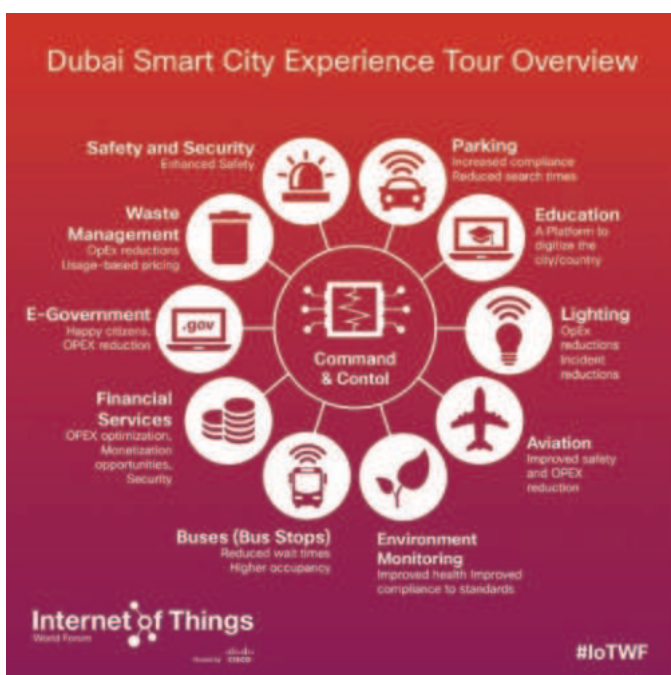 Dubai Smart City Experience Tour Overview
Safety and Security
Enhanced Safety
Parking
Increased compliance
Reduced search times
Waste
Management
OpEx reductions
Usage-based pricing
Education
A Platform to
digitize the
city/country
E-Government
Happy citizens,
OPEX reduction
.gov
Command
& Contol
Lighting
OpEx
reductions
Incident
reductions
Financial
Services
OPEX optimization,
Monetization
opportunities,
Security
Aviation
Improved safety
and OPEX
reduction
Buses (Bus Stops)
Reduced wait times
Higher occupancy
Environment
Monitoring
Improved health Improved
compliance to standards
Internet of Things
World Forum
Hosted by CISCO
#IoTWF